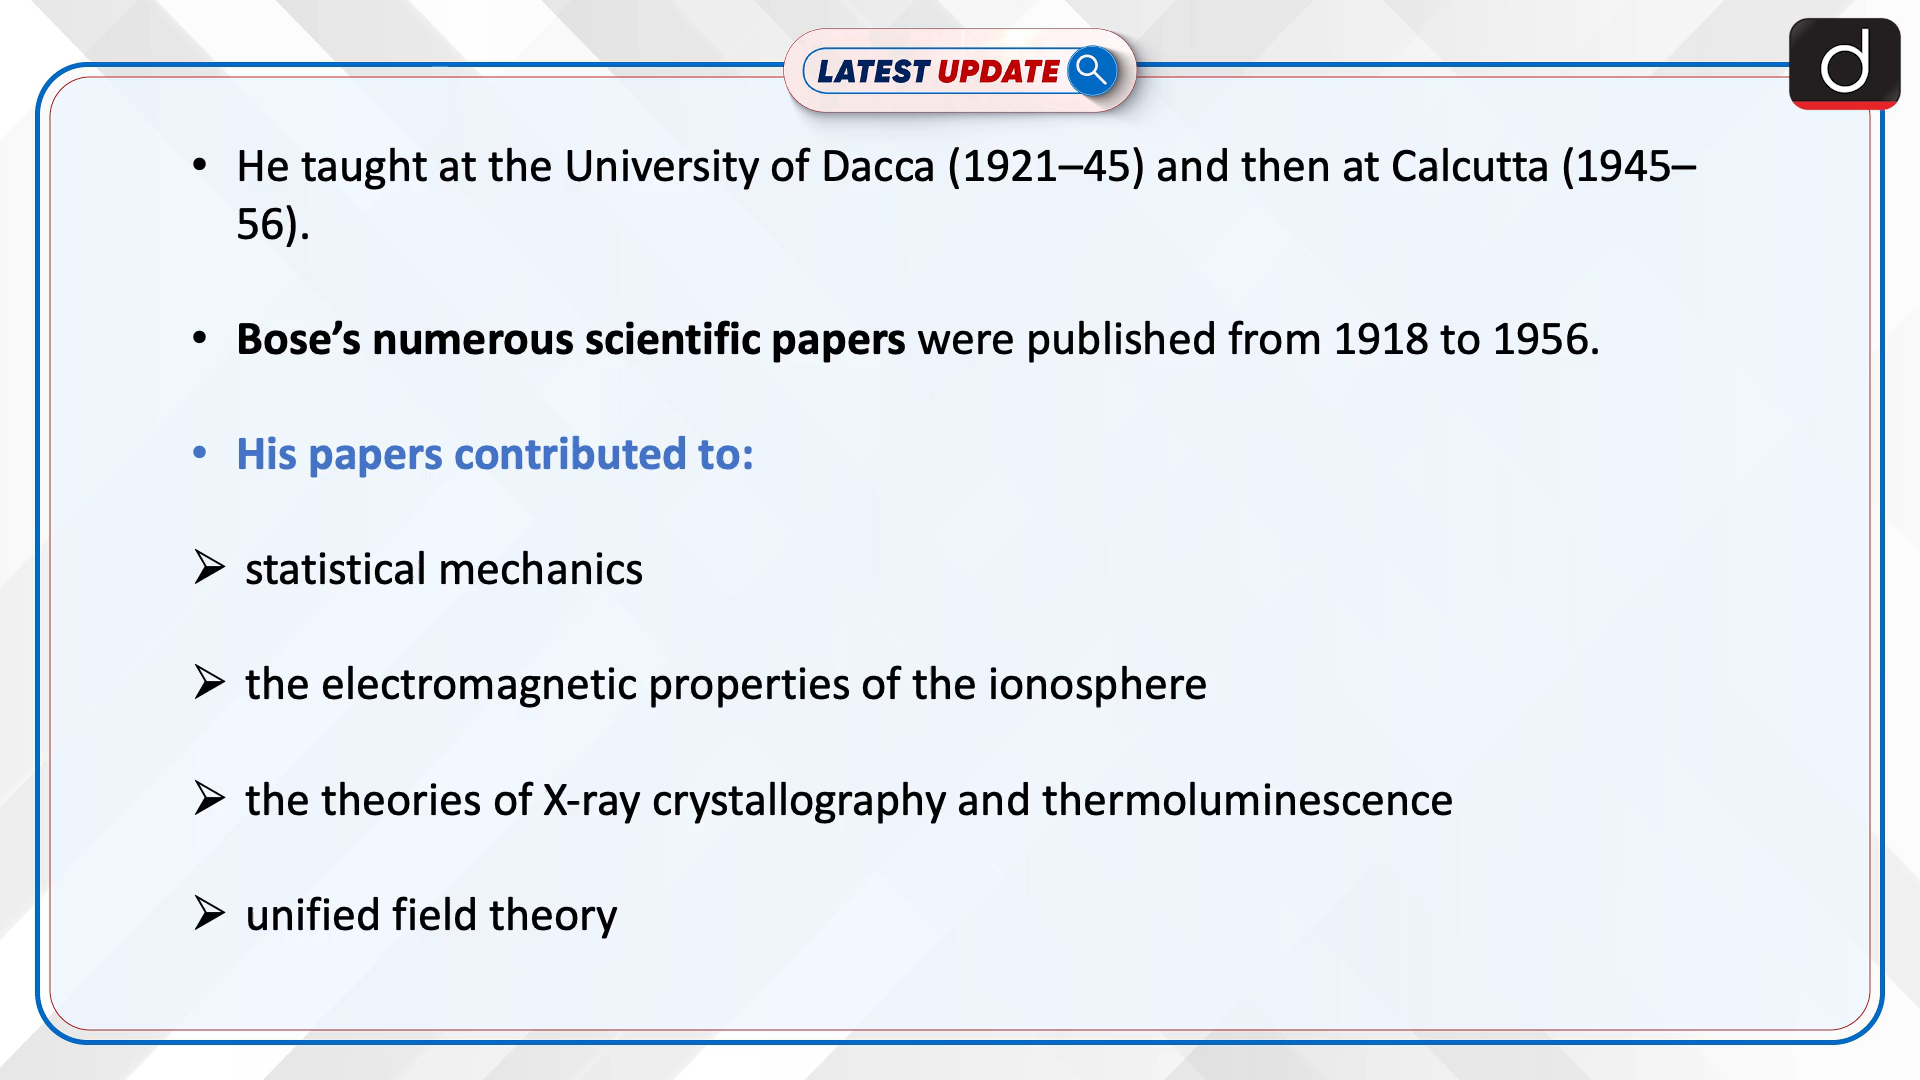 LATEST UPDATE
d
• He taught at the University of Dacca (1921–45) and then at Calcutta (1945–
56).
• Bose’s numerous scientific papers were published from 1918 to 1956.
• His papers contributed to:
➢ statistical mechanics
➢ the electromagnetic properties of the ionosphere
➢ the theories of X-ray crystallography and thermoluminescence
➢ unified field theory